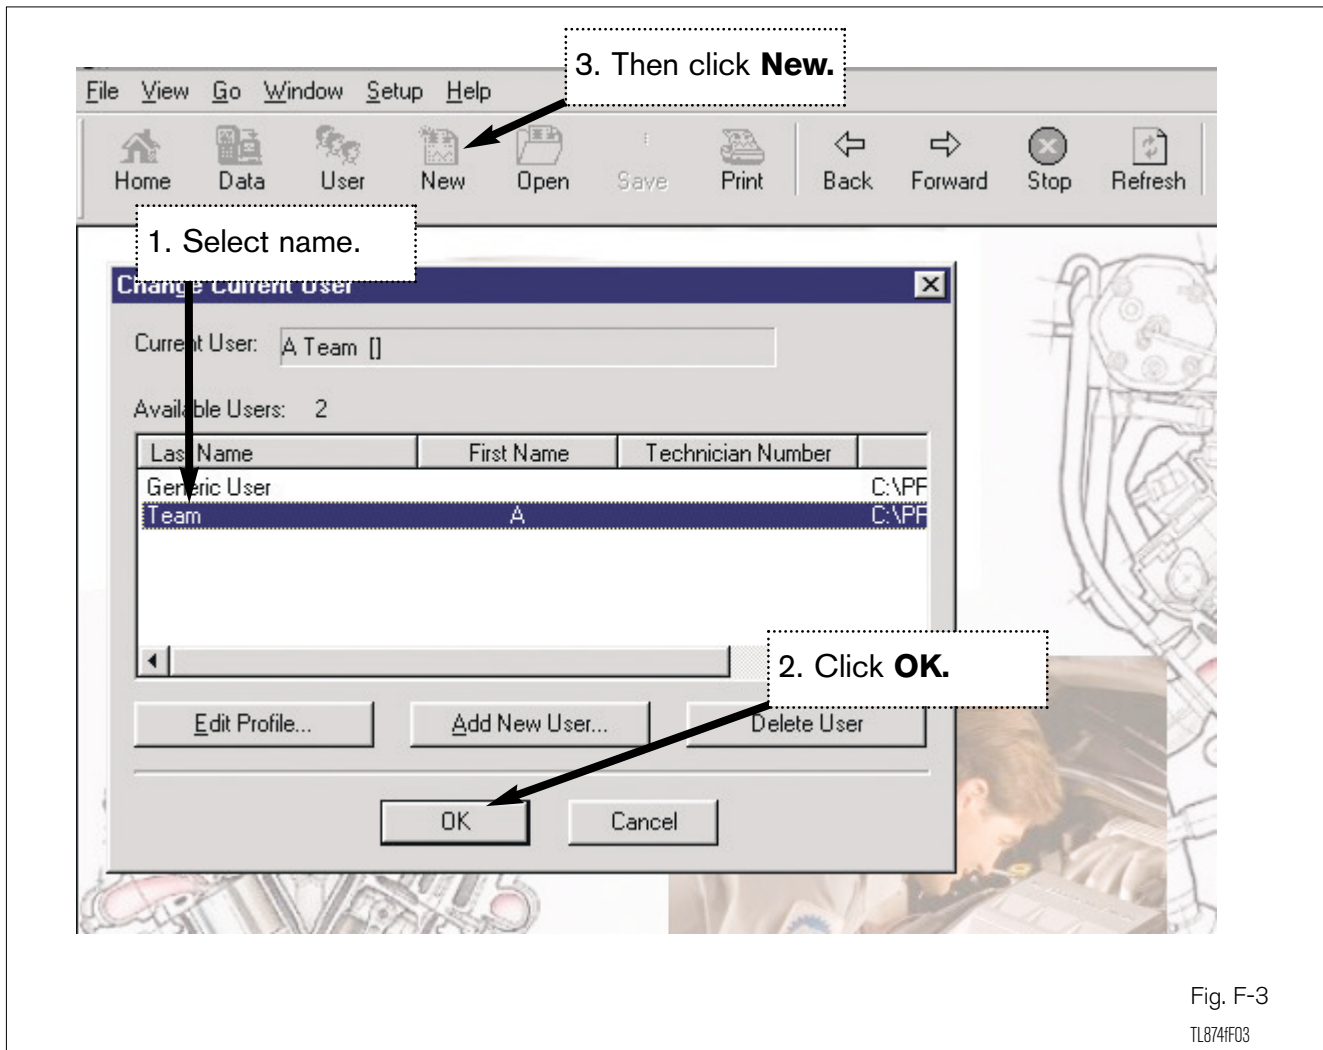 3. Then click New.
File View Go Window Setup Help
Home Data User New Open Save Print Back Forward Stop Refresh
1. Select name.
Change Current User
Current User: A Team []
Available Users: 2
Last Name First Name Technician Number
Generic User C:\PF
Team A C:\PF
2. Click OK.
Edit Profile... Add New User... Delete User
OK Cancel
Fig. F-3
TL874fF03